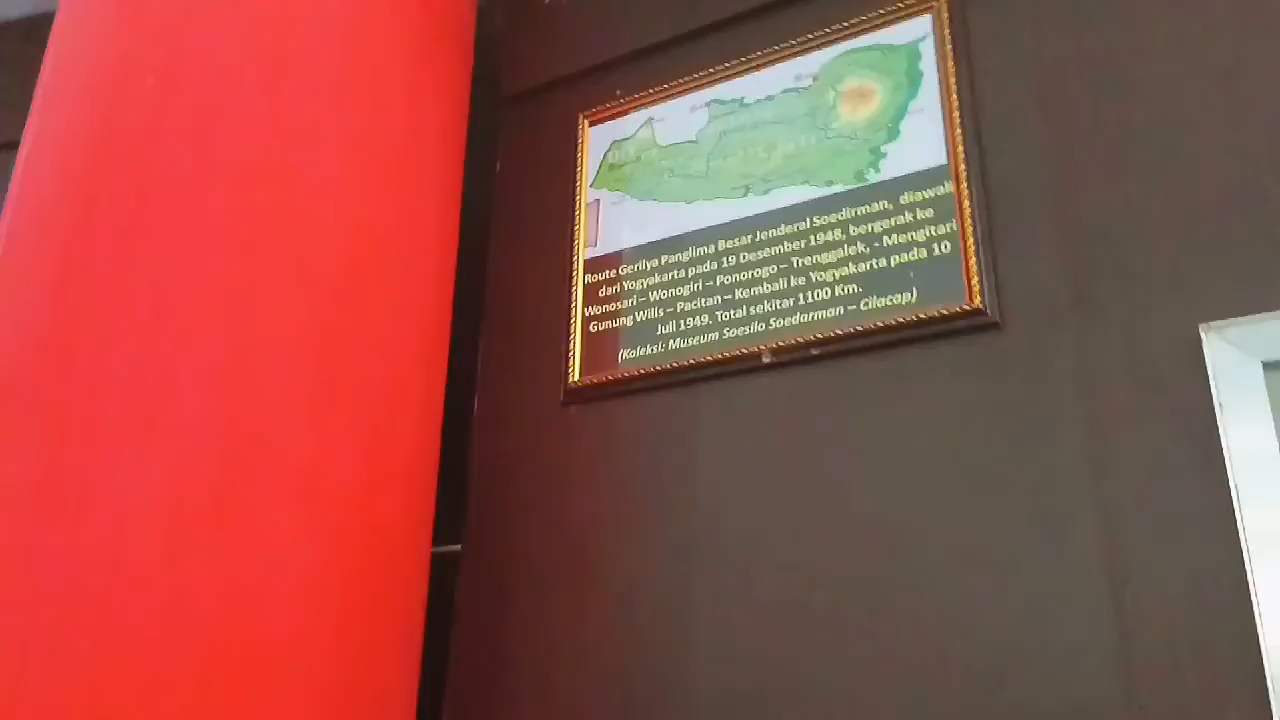 Route Gerilya Panglima Besar Jenderal Soedirman, diawali
dari Yogyakarta pada 19 Desember 1948, bergerak ke
Wonosari – Wonogiri – Ponorogo – Trenggalek, - Mengitari
Gunung Wilis – Pacitan – Kembali ke Yogyakarta pada 10
Juli 1949. Total sekitar 1100 Km.
(Koleksi: Museum Soesilo Soedarman – Cilacap)